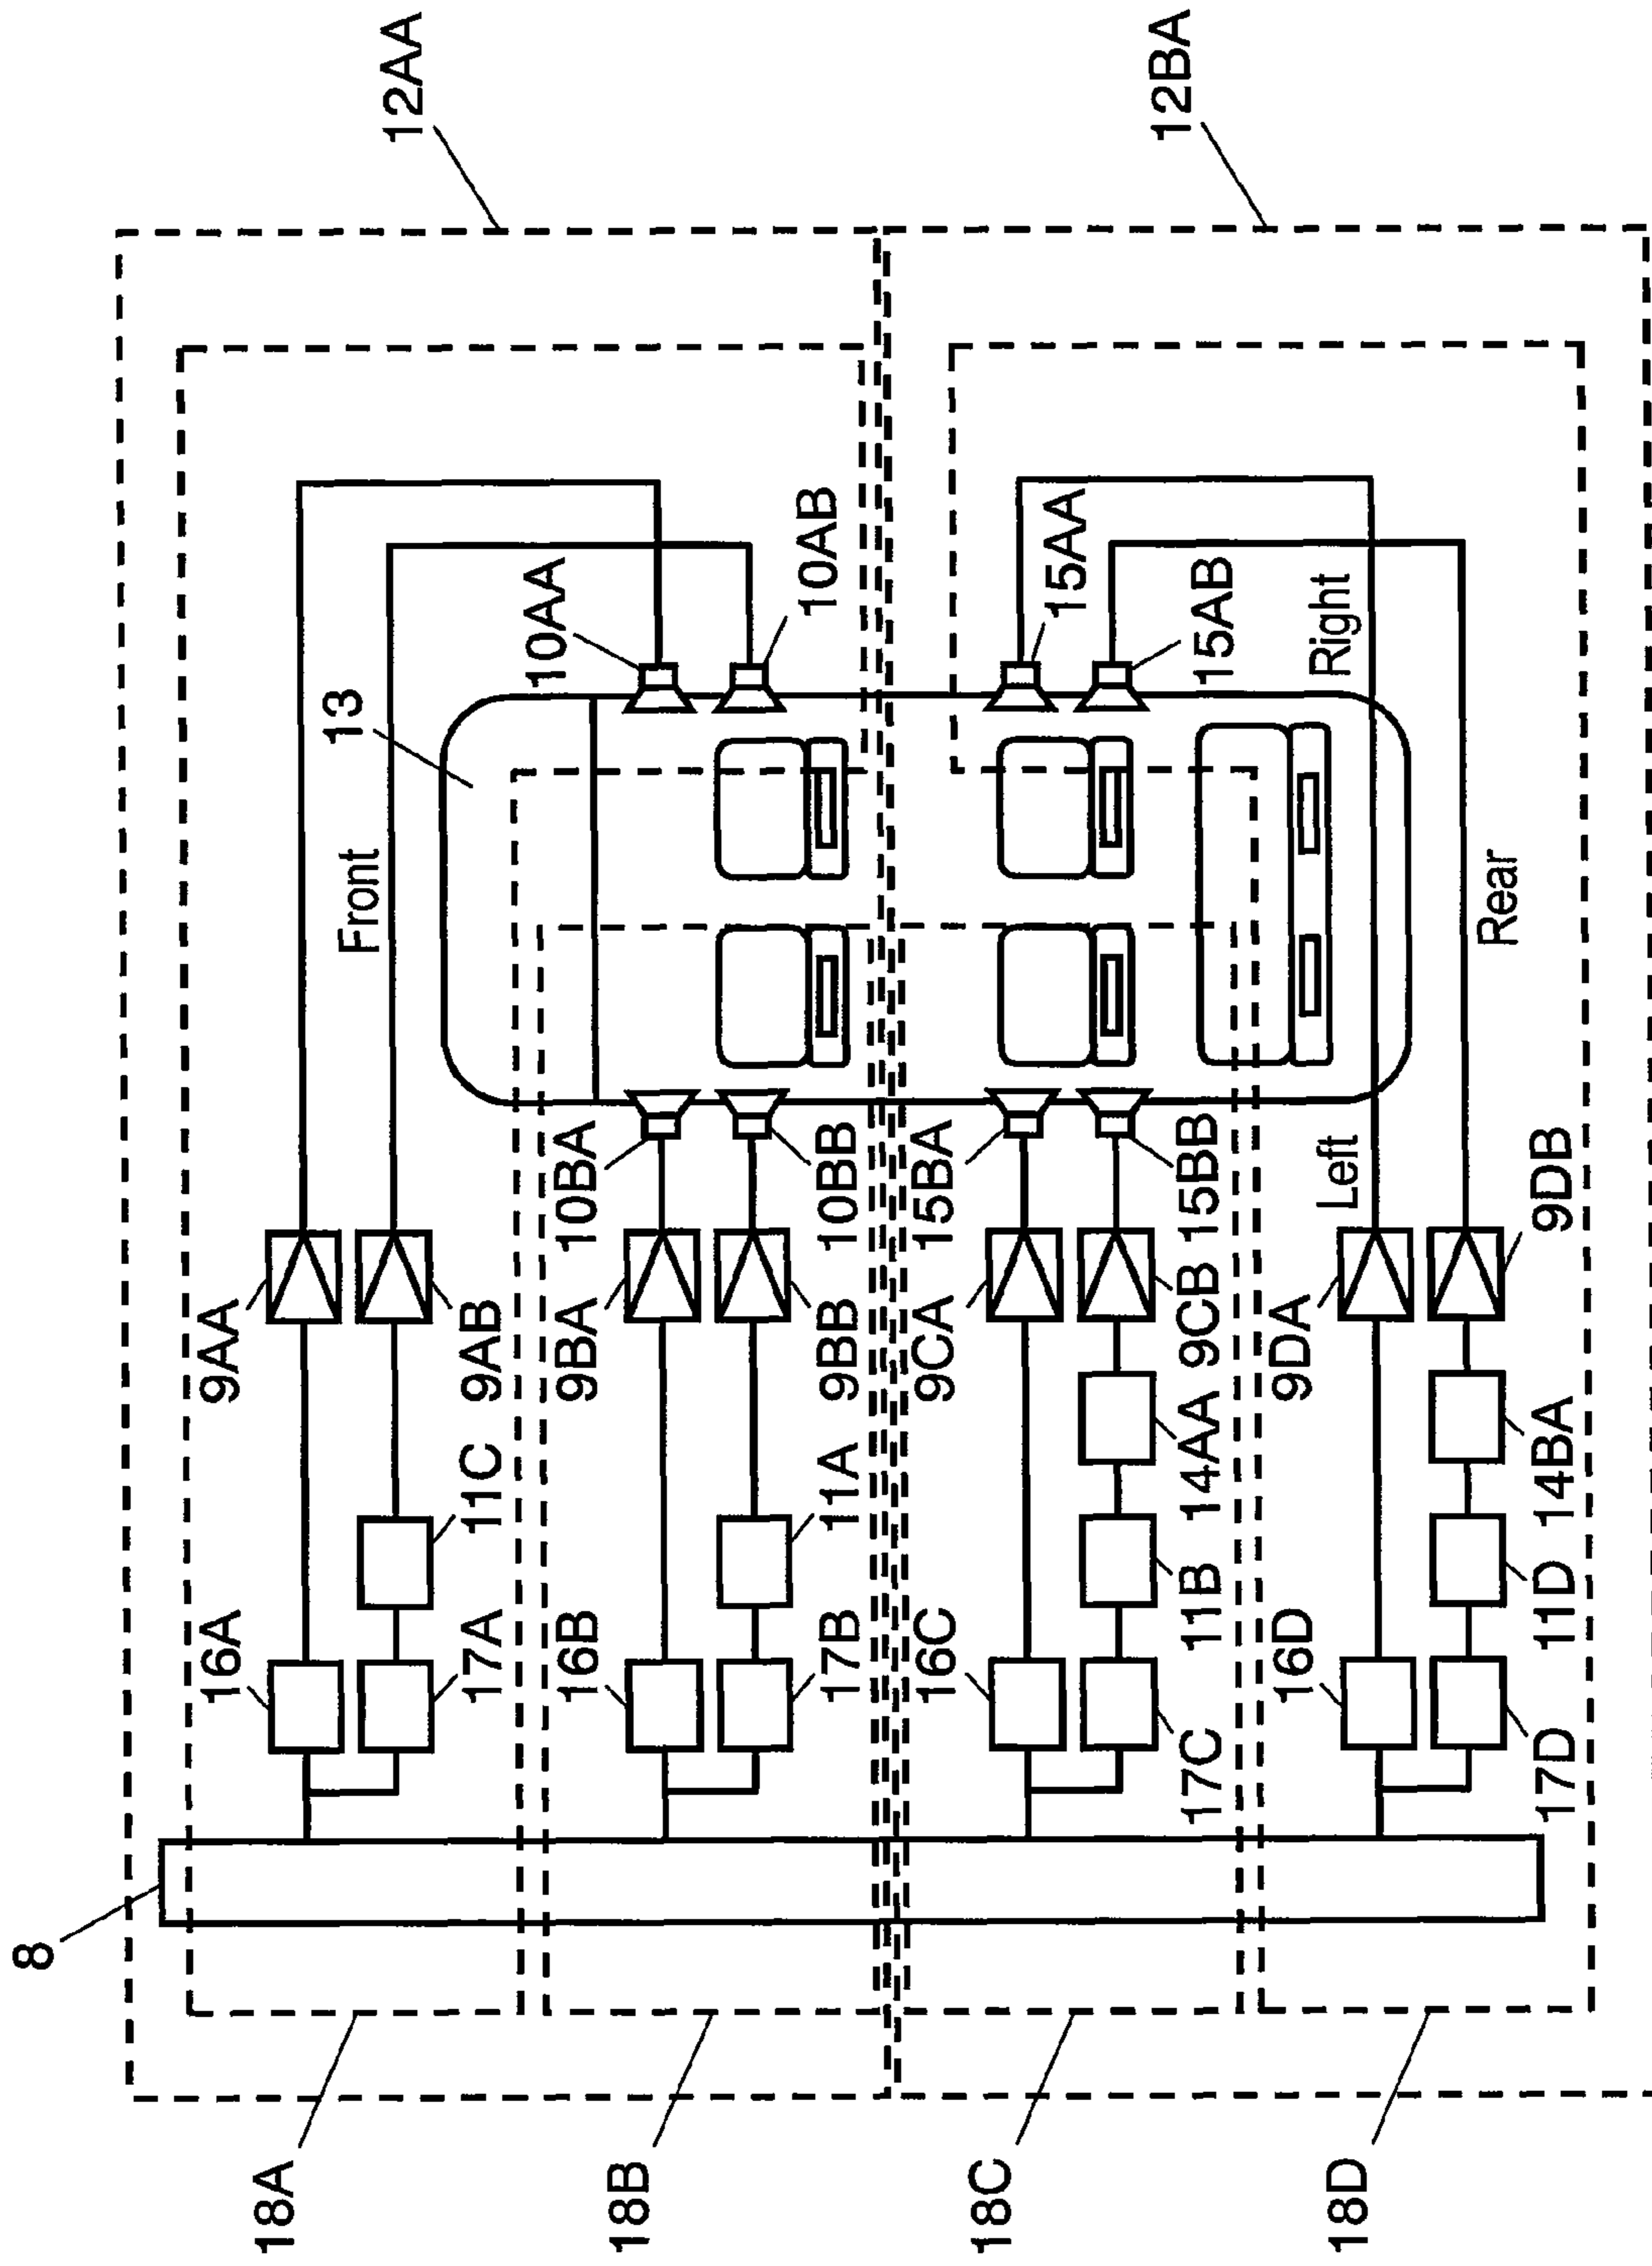 8
12AA
12BA
18A
18B
18C
18D
16A
17A
11C
9AA
9AB
Front
13
10AA
10AB
16B
17B
11A
9BA
9BB
10BA
10BB
16C
17C
11B
14AA
9CA
9CB
15BA
15BB
15AA
15AB
16D
17D
11D
14BA
9DA
9DB
Left
Right
Rear